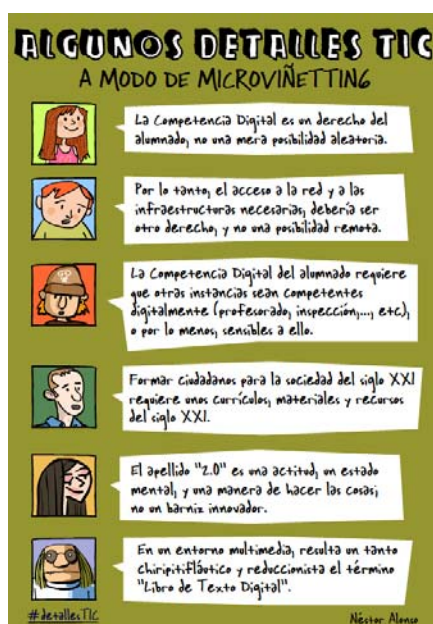 ALGUNOS DETALLES TIC
A MODO DE MICROVIÑETTING
La Competencia Digital es un derecho del
alumnado, no una mera posibilidad aleatoria.
Por lo tanto, el acceso a la red y a las
infraestructuras necesarias, debería ser
otro derecho, y no una posibilidad remota.
La Competencia Digital del alumnado requiere
que otras instancias sean competentes
digitalmente (profesorado, inspección,..., etc),
o por lo menos, sensibles a ello.
Formar ciudadanos para la sociedad del siglo XXI
requiere unos currículos, materiales y recursos
del siglo XXI.
El apellido "2.0" es una actitud, un estado
mental, y una manera de hacer las cosas,
no un barniz innovador.
En un entorno multimedia, resulta un tanto
chiripitifláutico y reduccionista el término
"Libro de Texto Digital".
#detallesTIC
Néstor Alonso